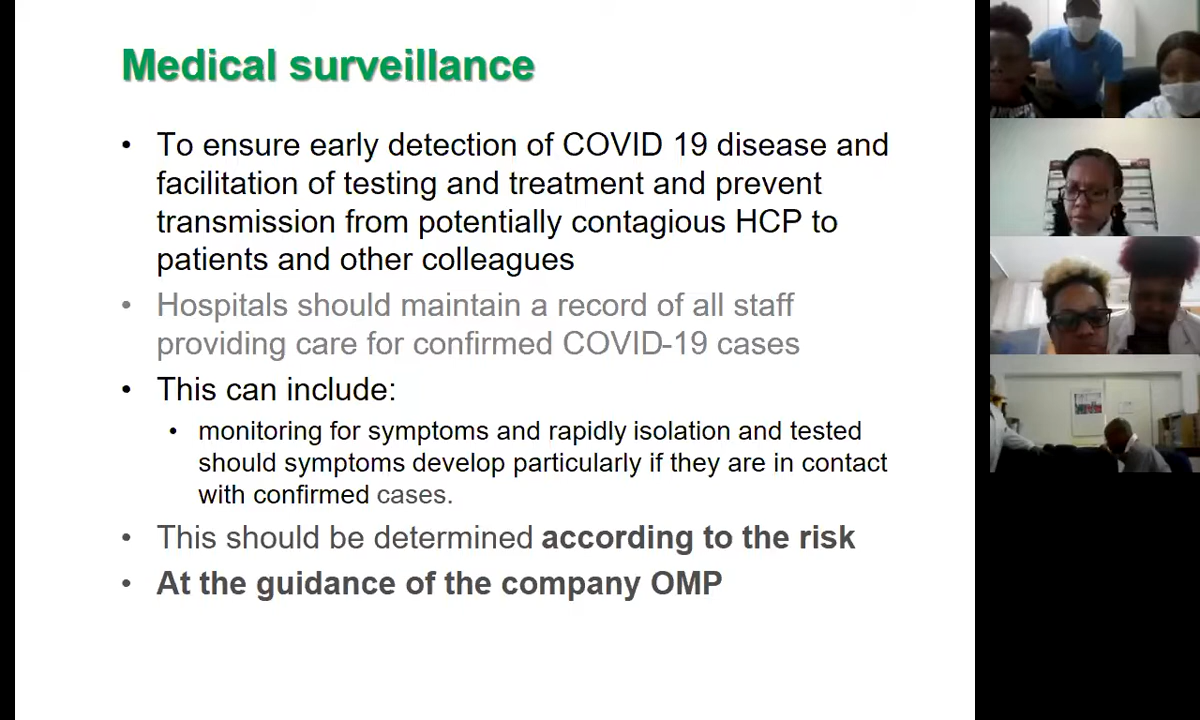 Medical surveillance
• To ensure early detection of COVID 19 disease and
facilitation of testing and treatment and prevent
transmission from potentially contagious HCP to
patients and other colleagues
• Hospitals should maintain a record of all staff
providing care for confirmed COVID-19 cases
• This can include:
• monitoring for symptoms and rapidly isolation and tested
should symptoms develop particularly if they are in contact
with confirmed cases.
• This should be determined according to the risk
• At the guidance of the company OMP